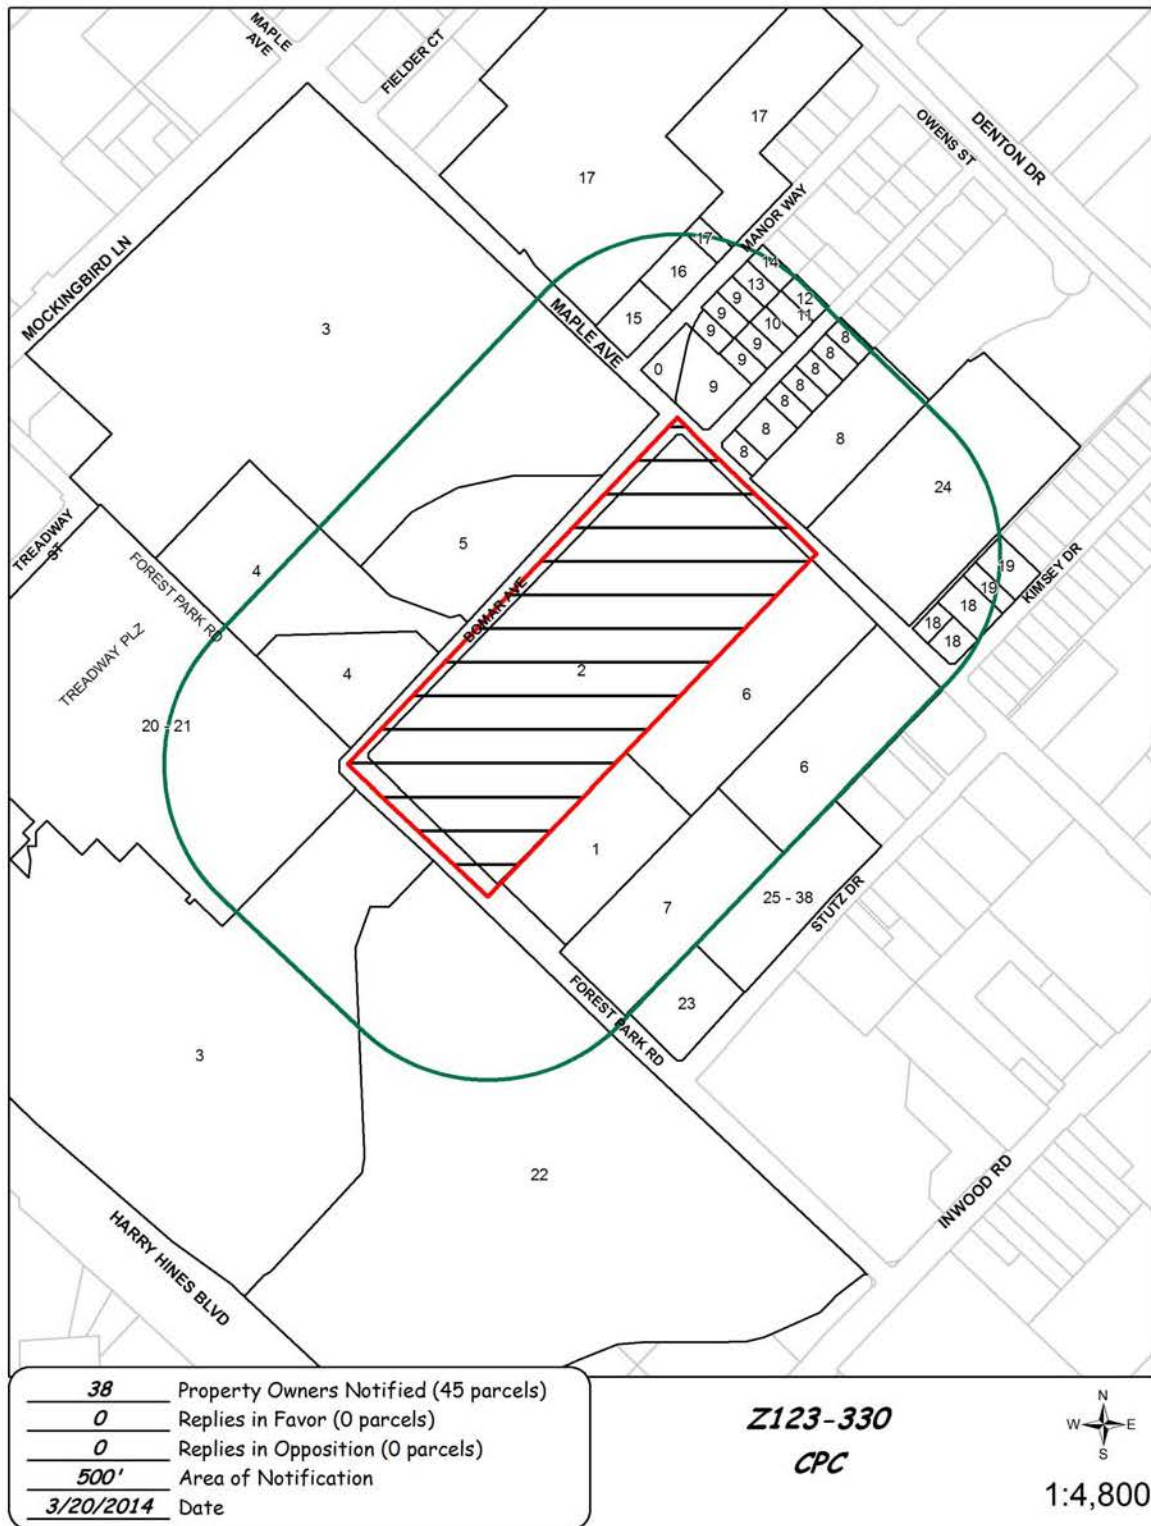 MAPLE
AVE
FIELDER CT
17
OWENS ST
DENTON DR
17
MANOR WAY
MOCKINGBIRD LN
17
14
16
13
12
9
11
3
MAPLE AVE
15
9
10
9
9
8
0
9
8
9
8
8
8
8
8
8
24
TREADWAY
ST
5
FOREST PARK RD
4
19
KIMSEY DR
19
BOMAR AVE
18
18
18
TREADWAY PLZ
4
2
6
20 - 21
6
1
7
25 - 38
STUTZ DR
23
FOREST PARK RD
3
22
INWOOD RD
HARRY HINES BLVD
38 Property Owners Notified (45 parcels)
0 Replies in Favor (0 parcels)
0 Replies in Opposition (0 parcels)
500' Area of Notification
3/20/2014 Date
Z123-330
CPC
N
W E
S
1:4,800